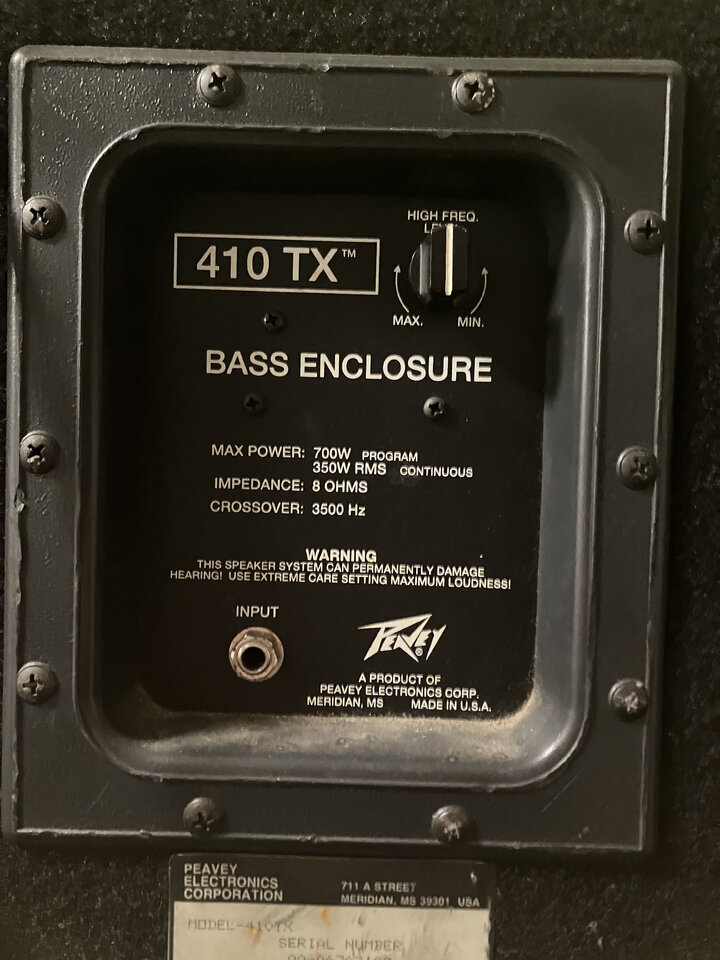 HIGH FREQ.
410 TX™
MAX. MIN.
BASS ENCLOSURE
MAX POWER: 700W PROGRAM
350W RMS CONTINUOUS
IMPEDANCE: 8 OHMS
CROSSOVER: 3500 Hz
WARNING
THIS SPEAKER SYSTEM CAN PERMANENTLY DAMAGE
HEARING! USE EXTREME CARE SETTING MAXIMUM LOUDNESS!
INPUT
PEAVEY®
A PRODUCT OF
PEAVEY ELECTRONICS CORP.
MERIDIAN, MS MADE IN U.S.A.
PEAVEY
ELECTRONICS
CORPORATION
711 A STREET
MERIDIAN, MS 39301 USA
MODEL-410TX
SERIAL NUMBER